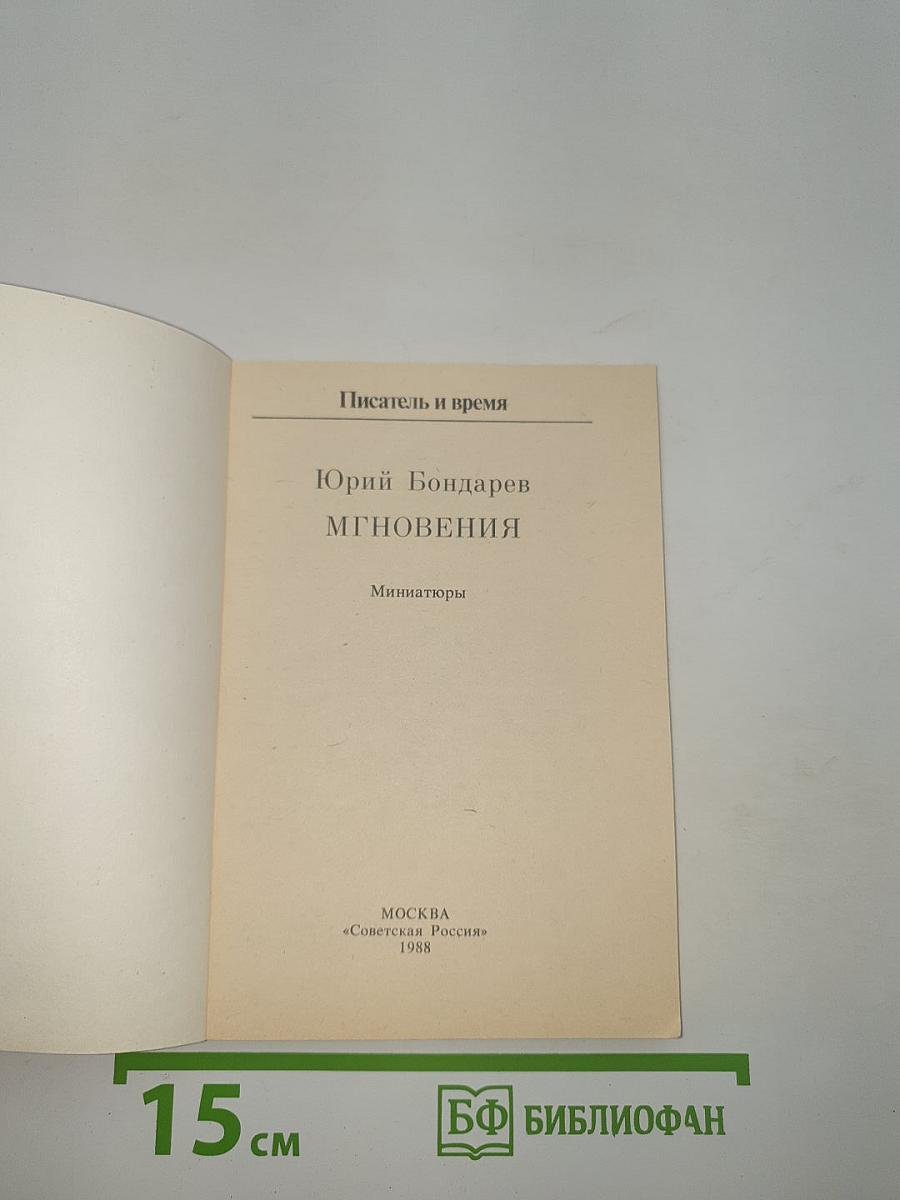 Писатель и время
Юрий Бондарев
МГНОВЕНИЯ
Миниатюры
МОСКВА
«Советская Россия»
1988
15 см
БФ БИБЛИОФАН